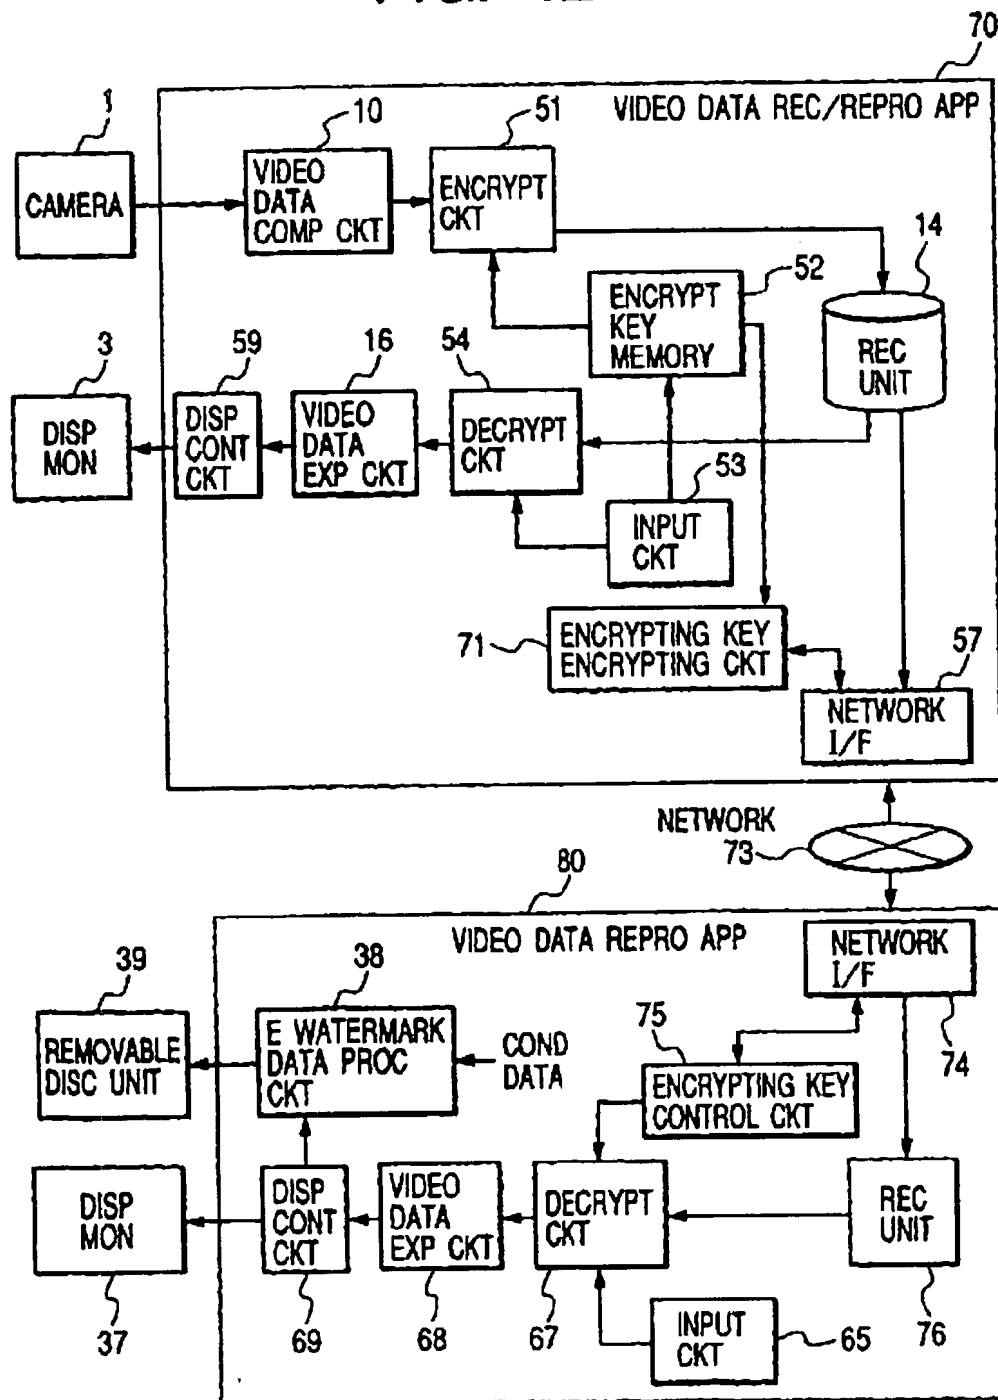 70
VIDEO DATA REC/REPRO APP
1
10
51
CAMERA
VIDEO
DATA
COMP CKT
ENCRYPT
CKT
14
52
ENCRYPT
KEY
MEMORY
REC
UNIT
3
59
16
54
DISP
MON
DISP
CONT
CKT
VIDEO
DATA
EXP CKT
DECRYPT
CKT
53
INPUT
CKT
71
ENCRYPTING KEY
ENCRYPTING CKT
57
NETWORK
I/F
NETWORK
73
80
VIDEO DATA REPRO APP
NETWORK
I/F
74
39
38
REMOVABLE
DISC UNIT
E WATERMARK
DATA PROC
CKT
COND
DATA
75
ENCRYPTING KEY
CONTROL CKT
DISP
MON
DISP
CONT
CKT
VIDEO
DATA
EXP CKT
DECRYPT
CKT
REC
UNIT
37
69
68
67
INPUT
CKT
65
76